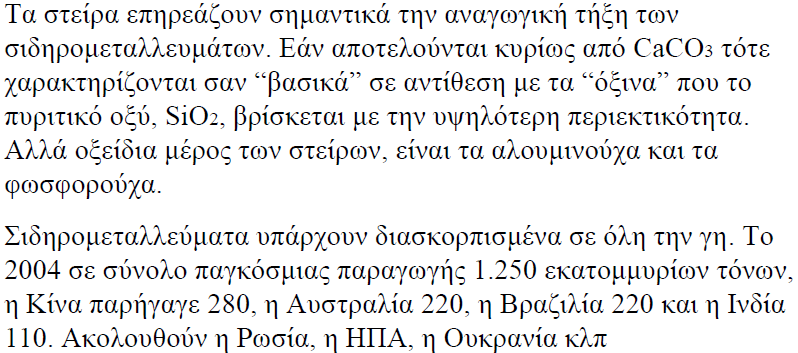 Τα στείρα επηρεάζουν σημαντικά την αναγωγική τήξη των
σιδηρομεταλλευμάτων. Εάν αποτελούνται κυρίως από CaCO3 τότε
χαρακτηρίζονται σαν “βασικά” σε αντίθεση με τα “όξινα” που το
πυριτικό οξύ, SiO2, βρίσκεται με την υψηλότερη περιεκτικότητα.
Αλλά οξείδια μέρος των στείρων, είναι τα αλουμινούχα και τα
φωσφορούχα.
Σιδηρομεταλλεύματα υπάρχουν διασκορπισμένα σε όλη την γη. Το
2004 σε σύνολο παγκόσμιας παραγωγής 1.250 εκατομμυρίων τόνων,
η Κίνα παρήγαγε 280, η Αυστραλία 220, η Βραζιλία 220 και η Ινδία
110. Ακολουθούν η Ρωσία, η ΗΠΑ, η Ουκρανία κλπ